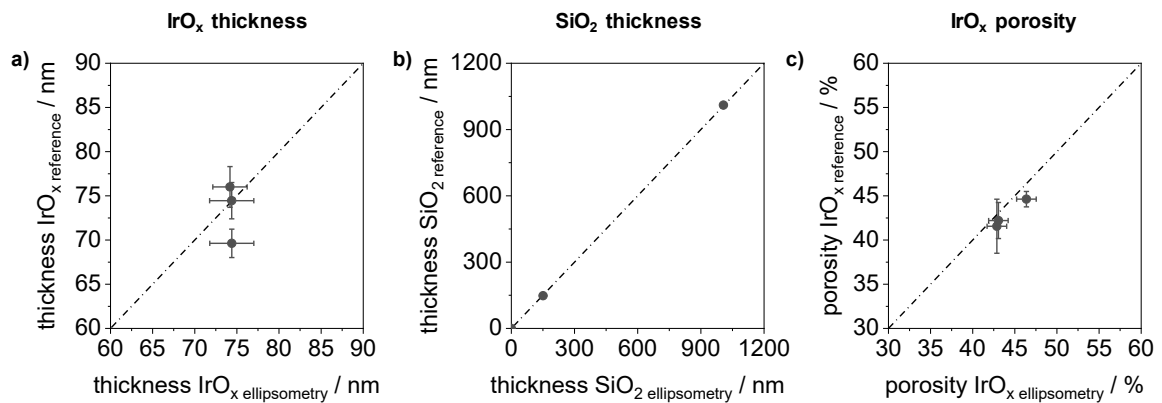 IrOₓ thickness
a)
thickness IrOₓ reference / nm
90
85
80
75
70
65
60
60 65 70 75 80 85 90
thickness IrOₓ ellipsometry / nm
SiO₂ thickness
b)
thickness SiO₂ reference / nm
1200
900
600
300
0
0 300 600 900 1200
thickness SiO₂ ellipsometry / nm
IrOₓ porosity
c)
porosity IrOₓ reference / %
60
55
50
45
40
35
30
30 35 40 45 50 55 60
porosity IrOₓ ellipsometry / %